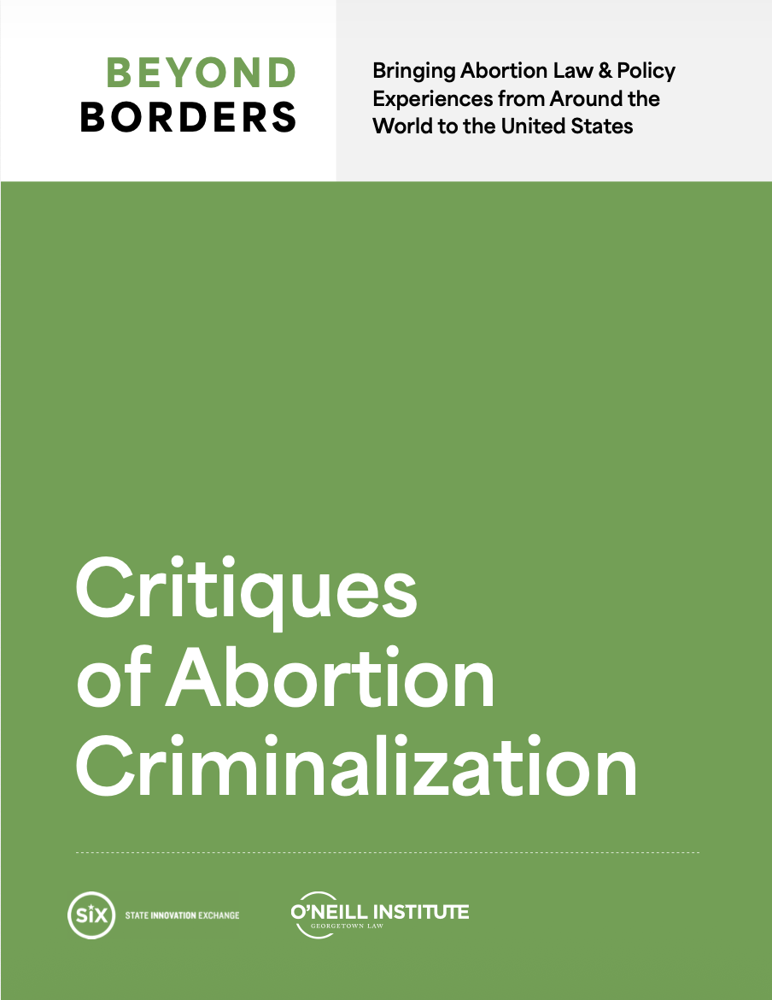 BEYOND
BORDERS
Bringing Abortion Law & Policy
Experiences from Around the
World to the United States
Critiques
of Abortion
Criminalization
SiX
STATE INNOVATION EXCHANGE
O'NEILL INSTITUTE
GEORGETOWN LAW